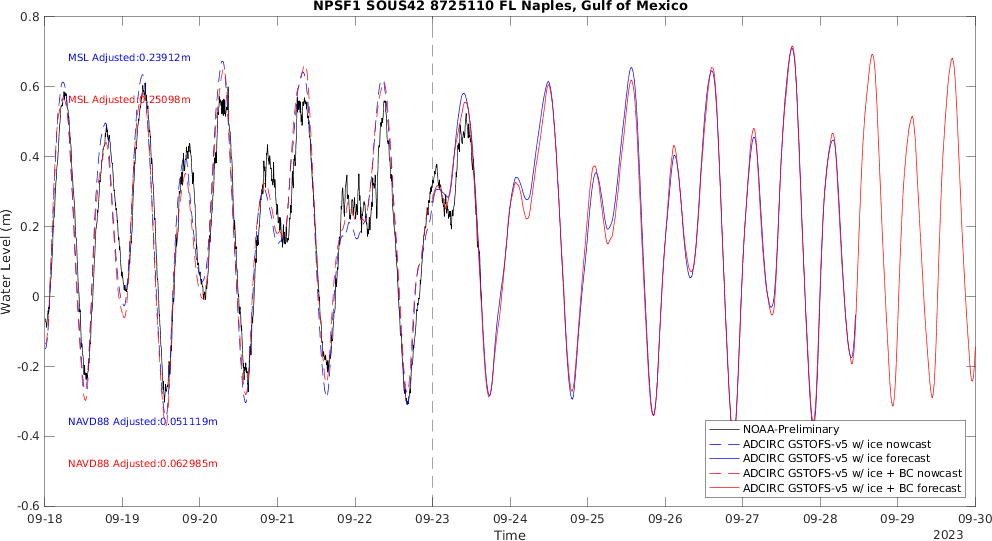 NPSF1 SOUS42 8725110 FL Naples, Gulf of Mexico
0.8
MSL Adjusted:0.23912m
0.6
MSL Adjusted:0.25098m
0.4
0.2
0
-0.2
-0.4
-0.6
Water Level (m)
NAVD88 Adjusted:0.051119m
NAVD88 Adjusted:0.062985m
NOAA-Preliminary
ADCIRC GSTOFS-v5 w/ ice nowcast
ADCIRC GSTOFS-v5 w/ ice forecast
ADCIRC GSTOFS-v5 w/ ice + BC nowcast
ADCIRC GSTOFS-v5 w/ ice + BC forecast
09-18 09-19 09-20 09-21 09-22 09-23 09-24 09-25 09-26 09-27 09-28 09-29 09-30
Time
2023